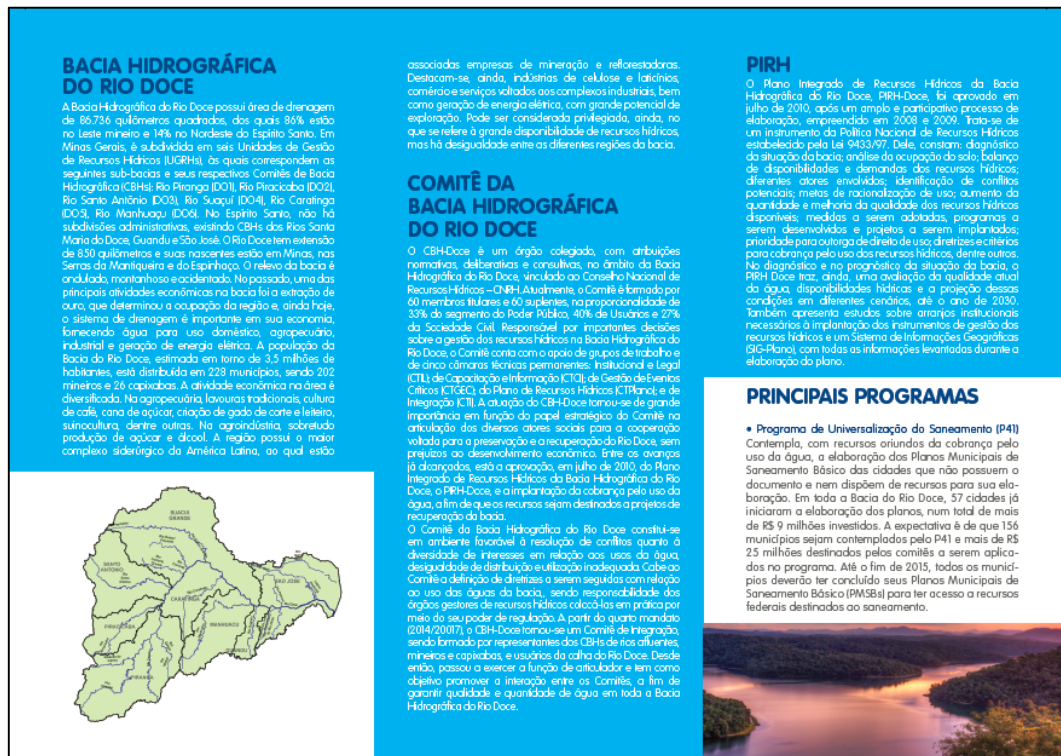 BACIA HIDROGRÁFICA
DO RIO DOCE
A Bacia Hidrográfica do Rio Doce possui área de drenagem
de 86.736 quilômetros quadrados, dos quais 86% estão
no Leste mineiro e 14% no Nordeste do Espírito Santo. Em
Minas Gerais, é subdividida em seis Unidades de Gestão
de Recursos Hídricos (UGRHs), às quais correspondem as
seguintes sub-bacias e seus respectivos Comitês de Bacia
Hidrográfica (CBHs): Rio Piranga (DO1), Rio Piracicaba (DO2),
Rio Santo Antônio (DO3), Rio Suaçuí (DO4), Rio Caratinga
(DO5), Rio Manhuaçu (DO6). No Espírito Santo, não há
subdivisões administrativas, existindo CBHs dos Rios Santa
Maria do Doce, Guandu e São José. O Rio Doce tem extensão
de 850 quilômetros e suas nascentes estão em Minas, nas
Serras da Mantiqueira e do Espinhaço. O relevo da bacia é
ondulado, montanhoso e acidentado. No passado, uma das
principais atividades econômicas na bacia foi a extração de
ouro, que determinou a ocupação da região e, ainda hoje,
o sistema de drenagem é importante em sua economia,
fornecendo água para uso doméstico, agropecuário,
industrial e geração de energia elétrica. A população da
Bacia do Rio Doce, estimada em torno de 3,5 milhões de
habitantes, está distribuída em 228 municípios, sendo 202
mineiros e 26 capixabas. A atividade econômica na área é
diversificada. Na agropecuária, lavouras tradicionais, cultura
de café, cana de açúcar, criação de gado de corte e leiteiro,
suinocultura, dentre outras. Na agroindústria, sobretudo
produção de açúcar e álcool. A região possui o maior
complexo siderúrgico da América Latina, ao qual estão
associadas empresas de mineração e reflorestadoras.
Destacam-se, ainda, indústrias de celulose e laticínios,
comércio e serviços voltados aos complexos industriais, bem
como geração de energia elétrica, com grande potencial de
exploração. Pode ser considerada privilegiada, ainda, no
que se refere à grande disponibilidade de recursos hídricos,
mas há desigualdade entre as diferentes regiões da bacia.
COMITÊ DA
BACIA HIDROGRÁFICA
DO RIO DOCE
O CBH-Doce é um órgão colegiado, com atribuições
normativas, deliberativas e consultivas, no âmbito da Bacia
Hidrográfica do Rio Doce, vinculado ao Conselho Nacional de
Recursos Hídricos – CNRH. Atualmente, o Comitê é formado por
60 membros titulares e 60 suplentes, na proporcionalidade de
33% do segmento do Poder Público, 40% de Usuários e 27%
da Sociedade Civil. Responsável por importantes decisões
sobre a gestão dos recursos hídricos na Bacia Hidrográfica do
Rio Doce, o Comitê conta com o apoio de grupos de trabalho e
de cinco câmaras técnicas permanentes: Institucional e Legal
(CTIL); de Capacitação e Informação (CTCI); de Gestão de Eventos
Críticos (CTGEC); do Plano de Recursos Hídricos (CTPlano); e de
Integração (CTI). A atuação do CBH-Doce tornou-se de grande
importância em função do papel estratégico do Comitê na
articulação dos diversos atores sociais para a cooperação
voltada para a preservação e a recuperação do Rio Doce, sem
prejuízos ao desenvolvimento econômico. Entre os avanços
já alcançados, está a aprovação, em julho de 2010, do Plano
Integrado de Recursos Hídricos da Bacia Hidrográfica do Rio
Doce, o PIRH-Doce, e a implantação da cobrança pelo uso da
água, a fim de que os recursos sejam destinados a projetos de
recuperação da bacia.
O Comitê da Bacia Hidrográfica do Rio Doce constitui-se
em ambiente favorável à resolução de conflitos quanto à
diversidade de interesses em relação aos usos da água,
desigualdade de distribuição e utilização inadequada. Cabe ao
Comitê a definição de diretrizes a serem seguidas com relação
ao uso das águas da bacia, sendo responsabilidade dos
órgãos gestores de recursos hídricos colocá-las em prática por
meio do seu poder de regulação. A partir do quarto mandato
(2014/20017), o CBH-Doce tornou-se um Comitê de Integração,
sendo formado por representantes dos CBHs de rios afluentes,
mineiros e capixabas, e usuários da calha do Rio Doce. Desde
então, passou a exercer a função de articulador e tem como
objetivo promover a interação entre os Comitês, a fim de
garantir qualidade e quantidade de água em toda a Bacia
Hidrográfica do Rio Doce.
PIRH
O Plano Integrado de Recursos Hídricos da Bacia
Hidrográfica do Rio Doce, PIRH-Doce, foi aprovado em
julho de 2010, após um amplo e participativo processo de
elaboração, empreendido em 2008 e 2009. Trata-se de
um instrumento da Política Nacional de Recursos Hídricos
estabelecido pela Lei 9433/97. Dele, constam: diagnóstico
da situação da bacia; análise da ocupação do solo; balanço
de disponibilidades e demandas dos recursos hídricos;
diferentes atores envolvidos; identificação de conflitos
potenciais; metas de racionalização de uso; aumento da
quantidade e melhoria da qualidade dos recursos hídricos
disponíveis; medidas a serem adotadas, programas a
serem desenvolvidos e projetos a serem implantados;
prioridade para outorga de direito de uso; diretrizes e critérios
para cobrança pelo uso dos recursos hídricos, dentre outros.
No diagnóstico e no prognóstico da situação da bacia, o
PIRH Doce traz, ainda, uma avaliação da qualidade atual
da água, disponibilidades hídricas e a projeção dessas
condições em diferentes cenários, até o ano de 2030.
Também apresenta estudos sobre arranjos institucionais
necessários à implantação dos instrumentos de gestão dos
recursos hídricos e um Sistema de Informações Geográficas
(SIG-Plano), com todas as informações levantadas durante a
elaboração do plano.
PRINCIPAIS PROGRAMAS
• Programa de Universalização do Saneamento (P41)
Contempla, com recursos oriundos da cobrança pelo
uso da água, a elaboração dos Planos Municipais de
Saneamento Básico das cidades que não possuem o
documento e nem dispõem de recursos para sua ela-
boração. Em toda a Bacia do Rio Doce, 57 cidades já
iniciaram a elaboração dos planos, num total de mais
de R$ 9 milhões investidos. A expectativa é de que 156
municípios sejam contemplados pelo P41 e mais de R$
25 milhões destinados pelos comitês a serem aplica-
dos no programa. Até o fim de 2015, todos os municí-
pios deverão ter concluído seus Planos Municipais de
Saneamento Básico (PMSBs) para ter acesso a recursos
federais destinados ao saneamento.
SUAÇUI
GRANDE
SANTO
ANTONIO
SAO JOSE
CARATINGA
PIRACICABA
MANHUACU
GUANDU
PIRANGA